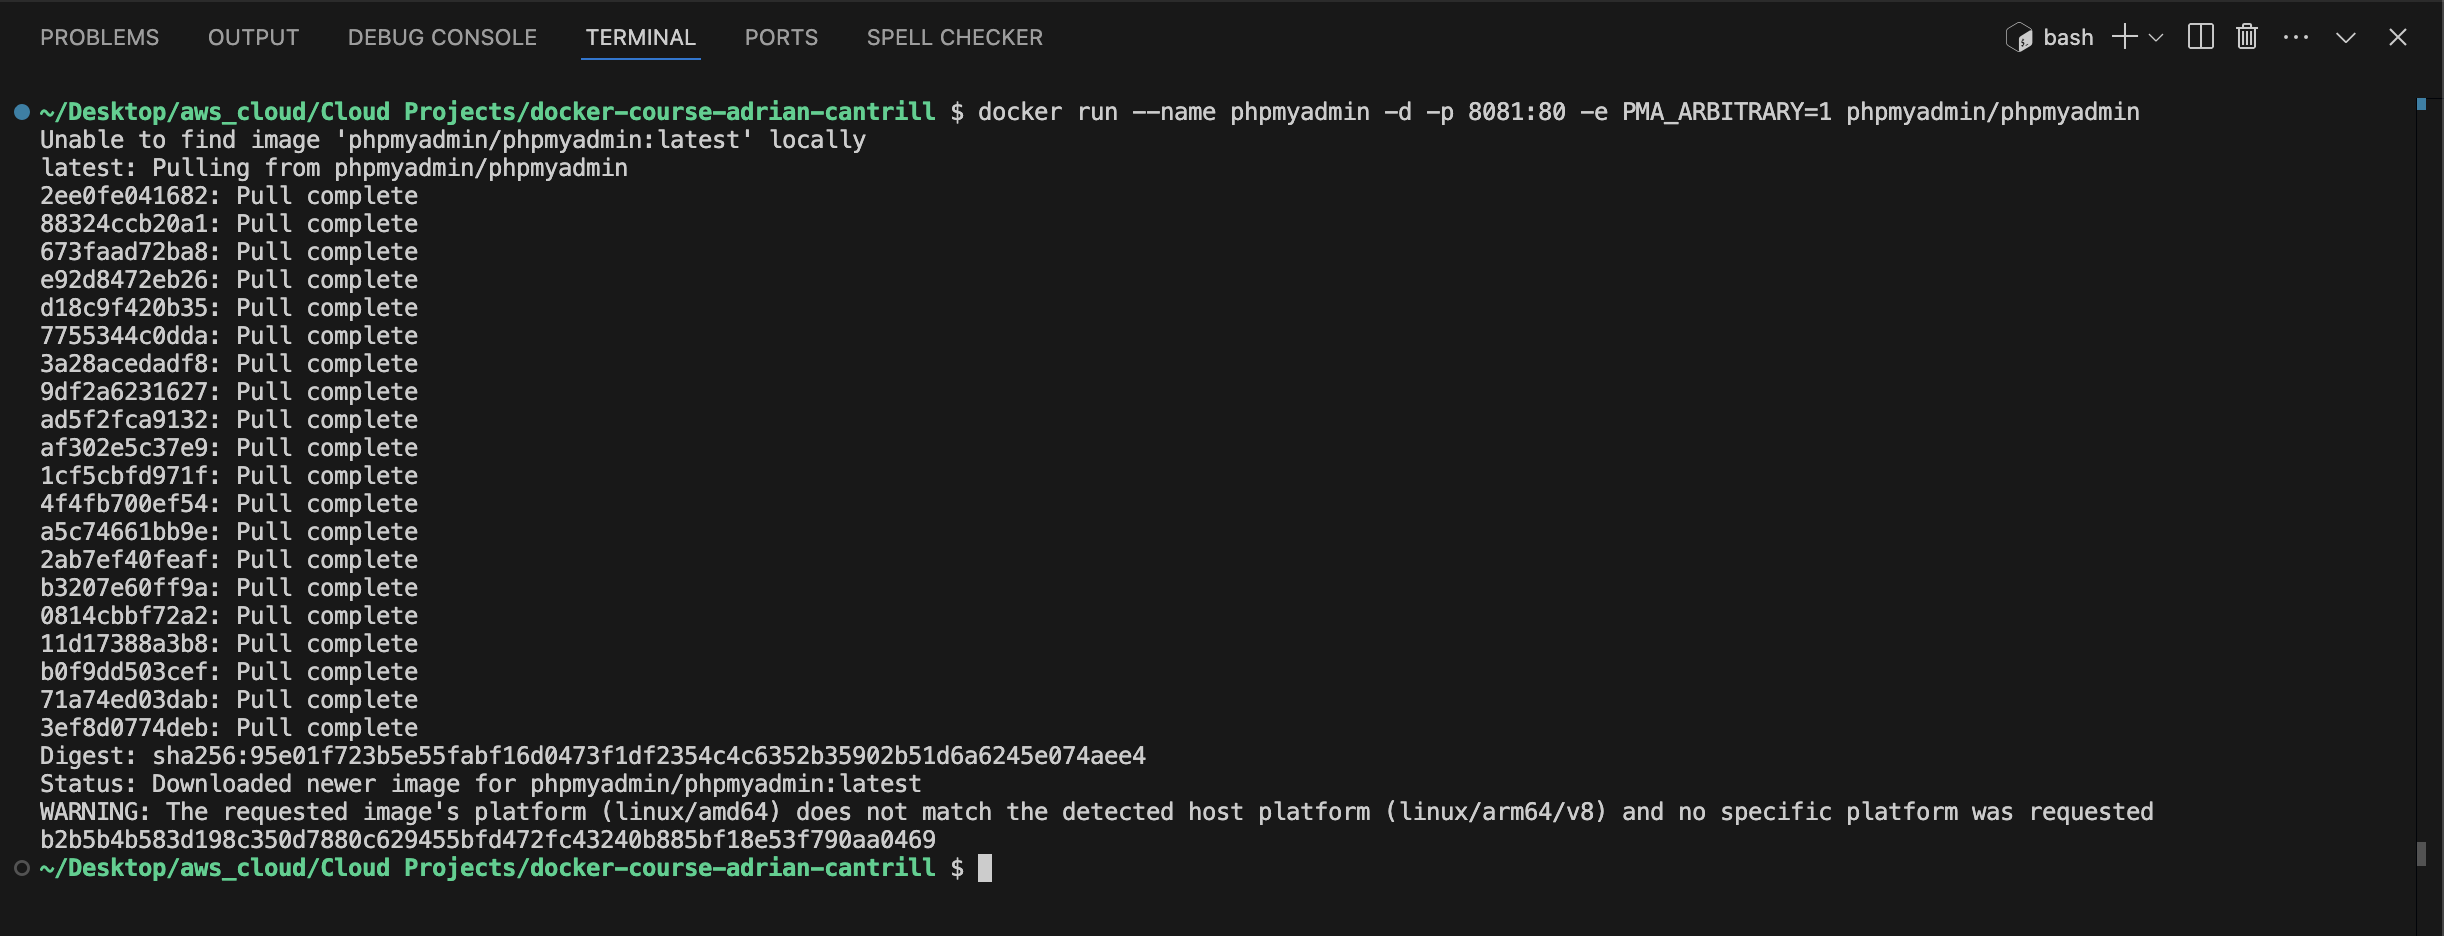 PROBLEMS OUTPUT DEBUG CONSOLE TERMINAL PORTS SPELL CHECKER bash
~/Desktop/aws_cloud/Cloud Projects/docker-course-adrian-cantrill $ docker run --name phpmyadmin -d -p 8081:80 -e PMA_ARBITRARY=1 phpmyadmin/phpmyadmin
Unable to find image 'phpmyadmin/phpmyadmin:latest' locally
latest: Pulling from phpmyadmin/phpmyadmin
2ee0fe041682: Pull complete
88324ccb20a1: Pull complete
673faad72ba8: Pull complete
e92d8472eb26: Pull complete
d18c9f420b35: Pull complete
7755344c0dda: Pull complete
3a28acedadf8: Pull complete
9df2a6231627: Pull complete
ad5f2fca9132: Pull complete
af302e5c37e9: Pull complete
1cf5cbfd971f: Pull complete
4f4fb700ef54: Pull complete
a5c74661bb9e: Pull complete
2ab7ef40feaf: Pull complete
b3207e60ff9a: Pull complete
0814cbbf72a2: Pull complete
11d17388a3b8: Pull complete
b0f9dd503cef: Pull complete
71a74ed03dab: Pull complete
3ef8d0774deb: Pull complete
Digest: sha256:95e01f723b5e55fabf16d0473f1df2354c4c6352b35902b51d6a6245e074aee4
Status: Downloaded newer image for phpmyadmin/phpmyadmin:latest
WARNING: The requested image's platform (linux/amd64) does not match the detected host platform (linux/arm64/v8) and no specific platform was requested
b2b5b4b583d198c350d7880c629455bfd472fc43240b885bf18e53f790aa0469
~/Desktop/aws_cloud/Cloud Projects/docker-course-adrian-cantrill $